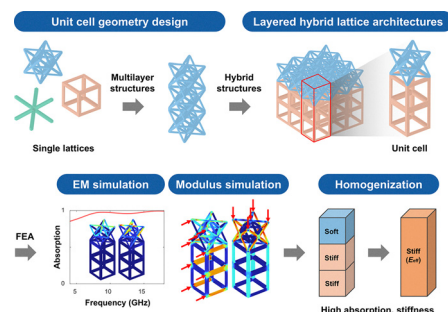 Unit cell geometry design
Layered hybrid lattice architectures
Multilayer
structures
Hybrid
structures
Single lattices
Unit cell
EM simulation
Modulus simulation
Homogenization
FEA
Absorption
1
0
5
10
15
Frequency (GHz)
Soft
Stiff
Stiff
Stiff
(Eeff)
High absorption, stiffness